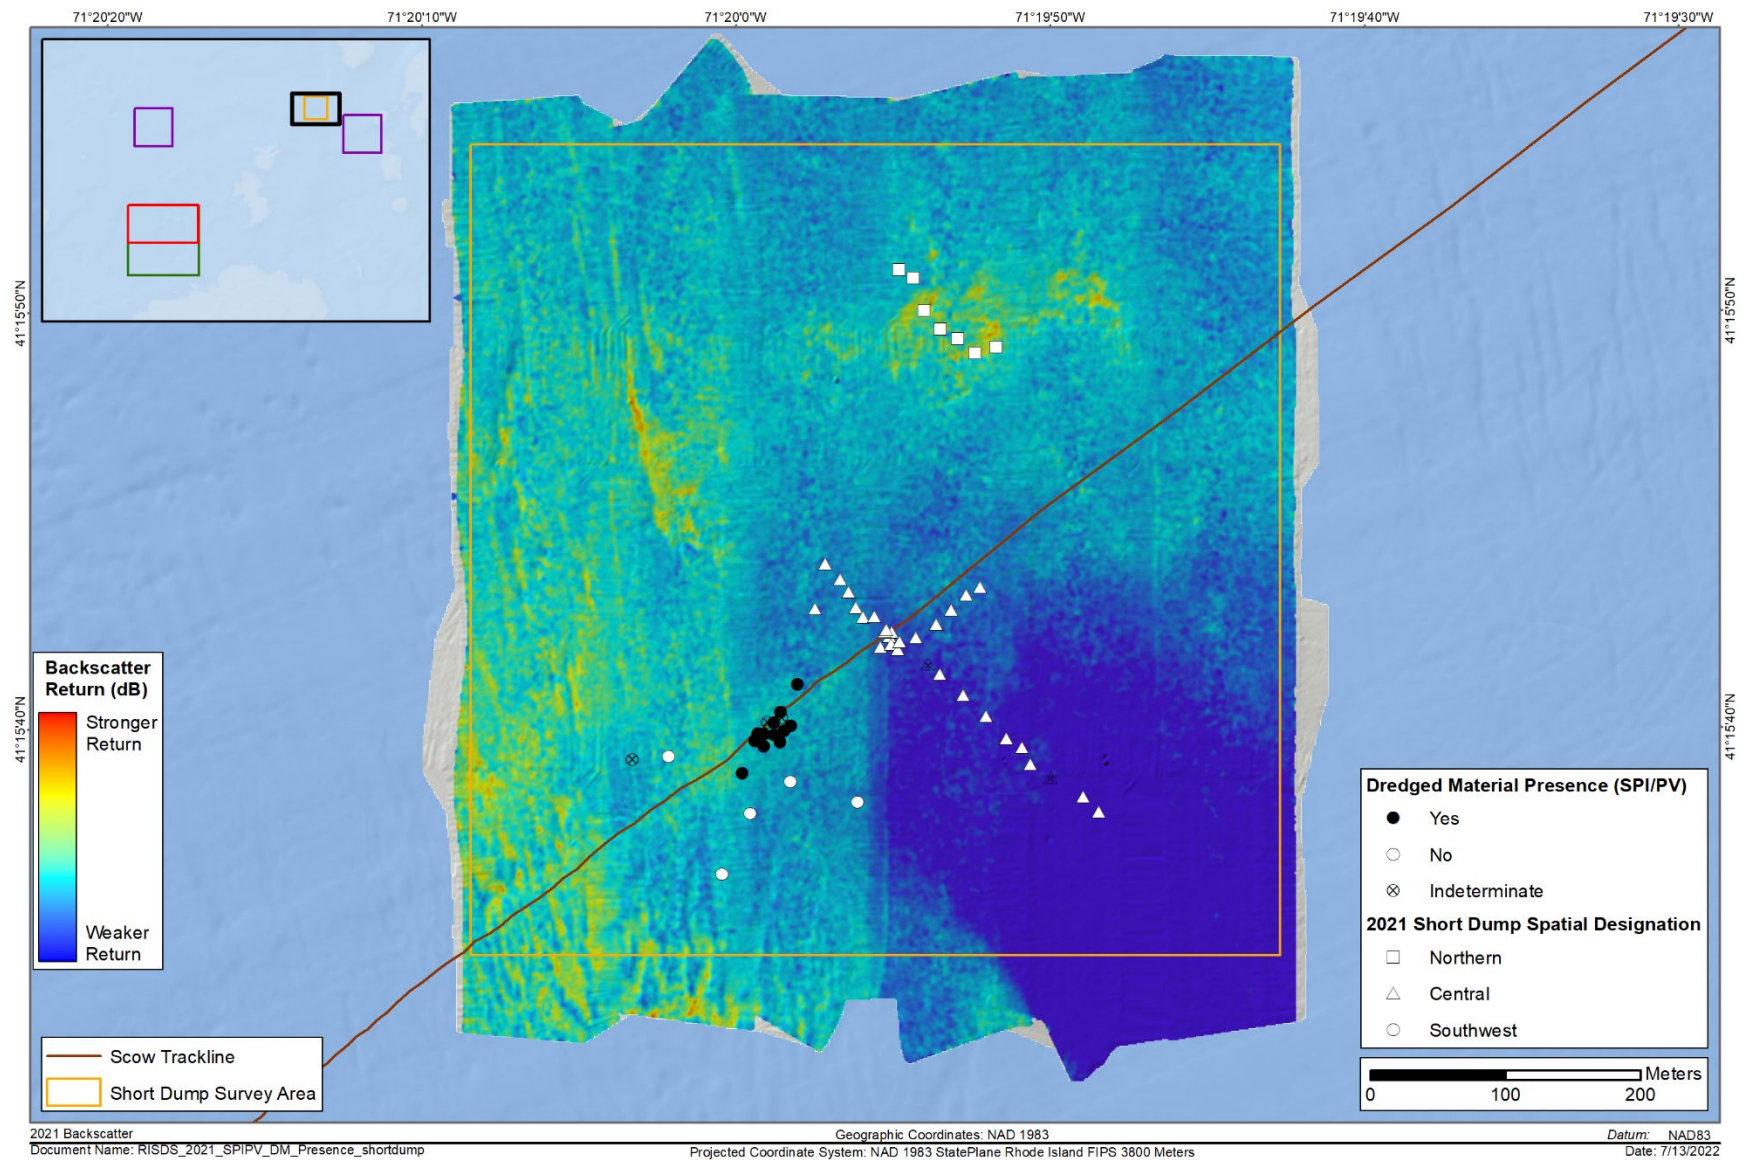 71°20'20"W
71°20'10"W
71°20'0"W
71°19'50"W
71°19'40"W
71°19'30"W
41°15'50"N
41°15'50"N
41°15'40"N
41°15'40"N
Backscatter
Return (dB)
Stronger
Return
Weaker
Return
Scow Trackline
Short Dump Survey Area
Dredged Material Presence (SPI/PV)
Yes
No
Indeterminate
2021 Short Dump Spatial Designation
Northern
Central
Southwest
Meters
0 100 200
2021 Backscatter
Geographic Coordinates: NAD 1983
Datum: NAD83
Document Name: RISDS_2021_SPIPV_DM_Presence_shortdump
Projected Coordinate System: NAD 1983 StatePlane Rhode Island FIPS 3800 Meters
Date: 7/13/2022